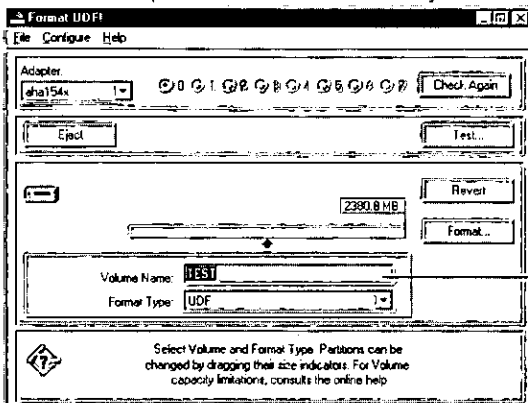 Format UDF!
File Configure Help
Adapter:
aha154x
0 1 2 3 4 5 6 7
Check Again
Eject
Test...
Revert
2380.8 MB
Format...
Volume Name: TEST
Format Type: UDF
Select Volume and Format Type. Partitions can be
changed by dragging their size indicators. For Volume
capacity limitations, consults the online help